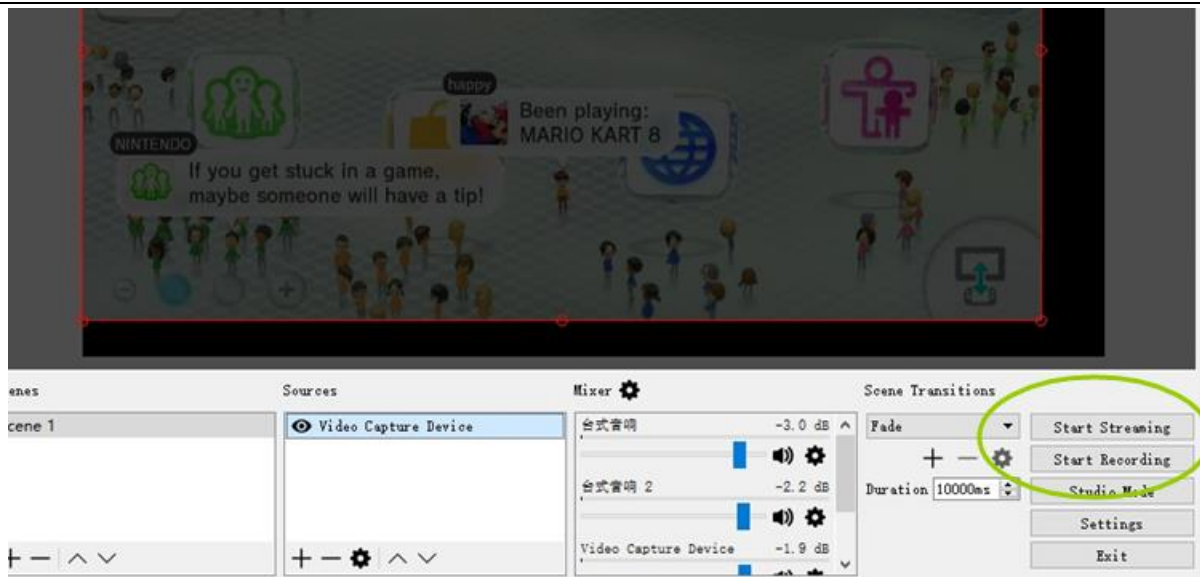 happy
Been playing:
MARIO KART 8
NINTENDO
If you get stuck in a game,
maybe someone will have a tip!
enes
Sources
Mixer
Scene Transitions
cene 1
Video Capture Device
台式音响
-3.0 dB
Fade
Start Streaming
Start Recording
台式音响 2
-2.2 dB
Duration 10000ms
Studio Mode
Settings
Video Capture Device
-1.9 dB
Exit